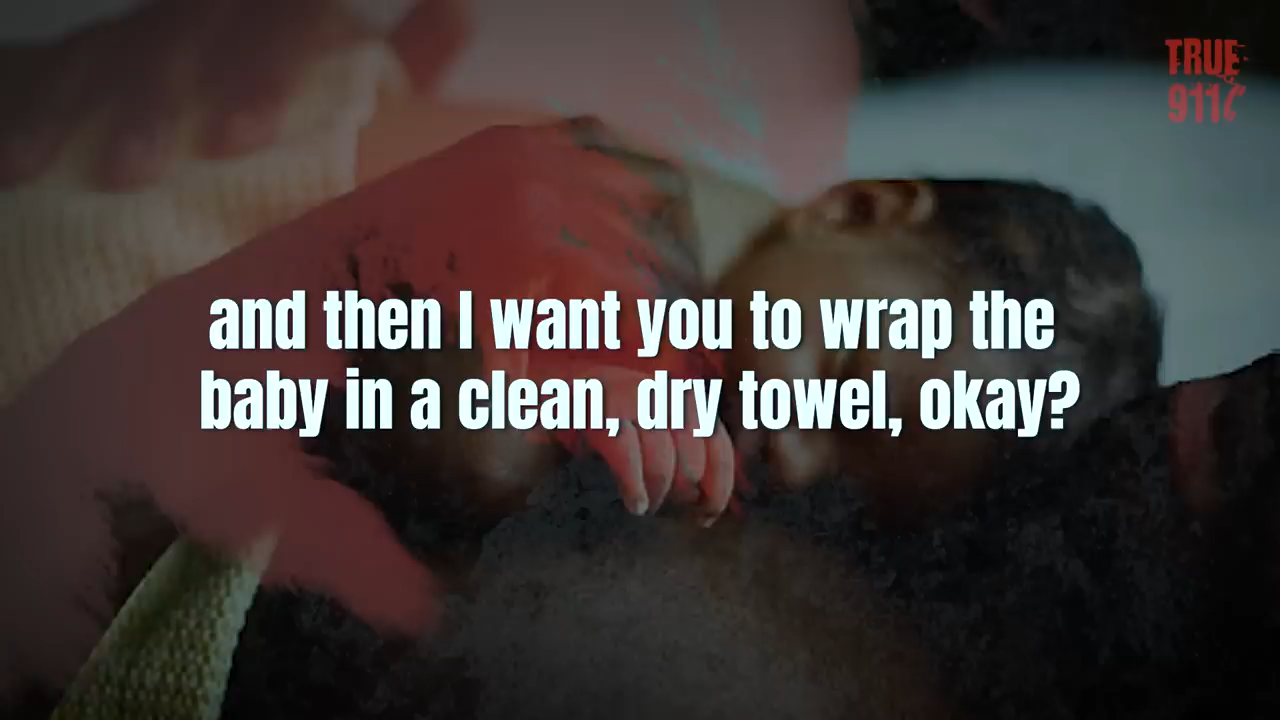 TRUE
911
and then I want you to wrap the
baby in a clean, dry towel, okay?